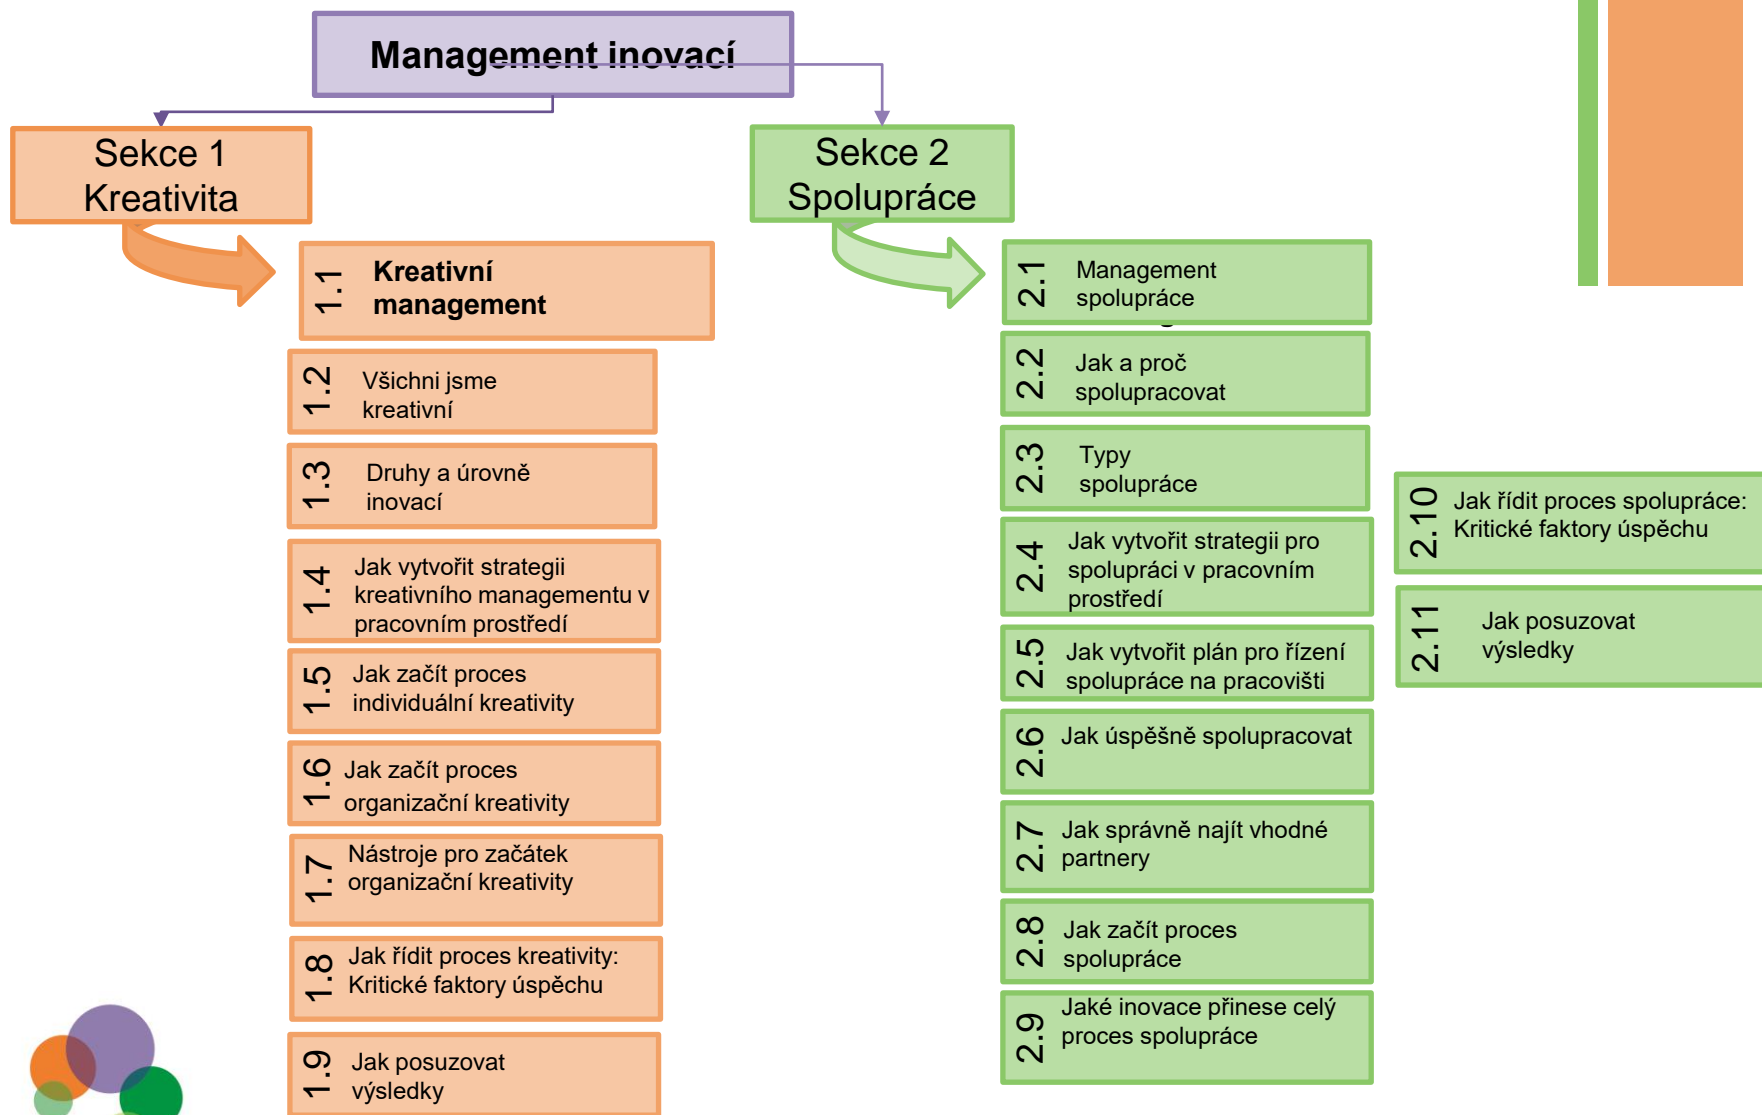 Management inovací
Sekce 1
Kreativita
1.1
Kreativní
management
1.2
Všichni jsme
kreativní
1.3
Druhy a úrovně
inovací
1.4
Jak vytvořit strategii
kreativního managementu v
pracovním prostředí
1.5
Jak začít proces
individuální kreativity
1.6
Jak začít proces
organizační kreativity
1.7
Nástroje pro začátek
organizační kreativity
1.8
Jak řídit proces kreativity:
Kritické faktory úspěchu
1.9
Jak posuzovat
výsledky
Sekce 2
Spolupráce
2.1
Management
spolupráce
2.2
Jak a proč
spolupracovat
2.3
Typy
spolupráce
2.4
Jak vytvořit strategii pro
spolupráci v pracovním
prostředí
2.5
Jak vytvořit plán pro řízení
spolupráce na pracovišti
2.6
Jak úspěšně spolupracovat
2.7
Jak správně najít vhodné
partnery
2.8
Jak začít proces
spolupráce
2.9
Jaké inovace přinese celý
proces spolupráce
2.10
Jak řídit proces spolupráce:
Kritické faktory úspěchu
2.11
Jak posuzovat
výsledky